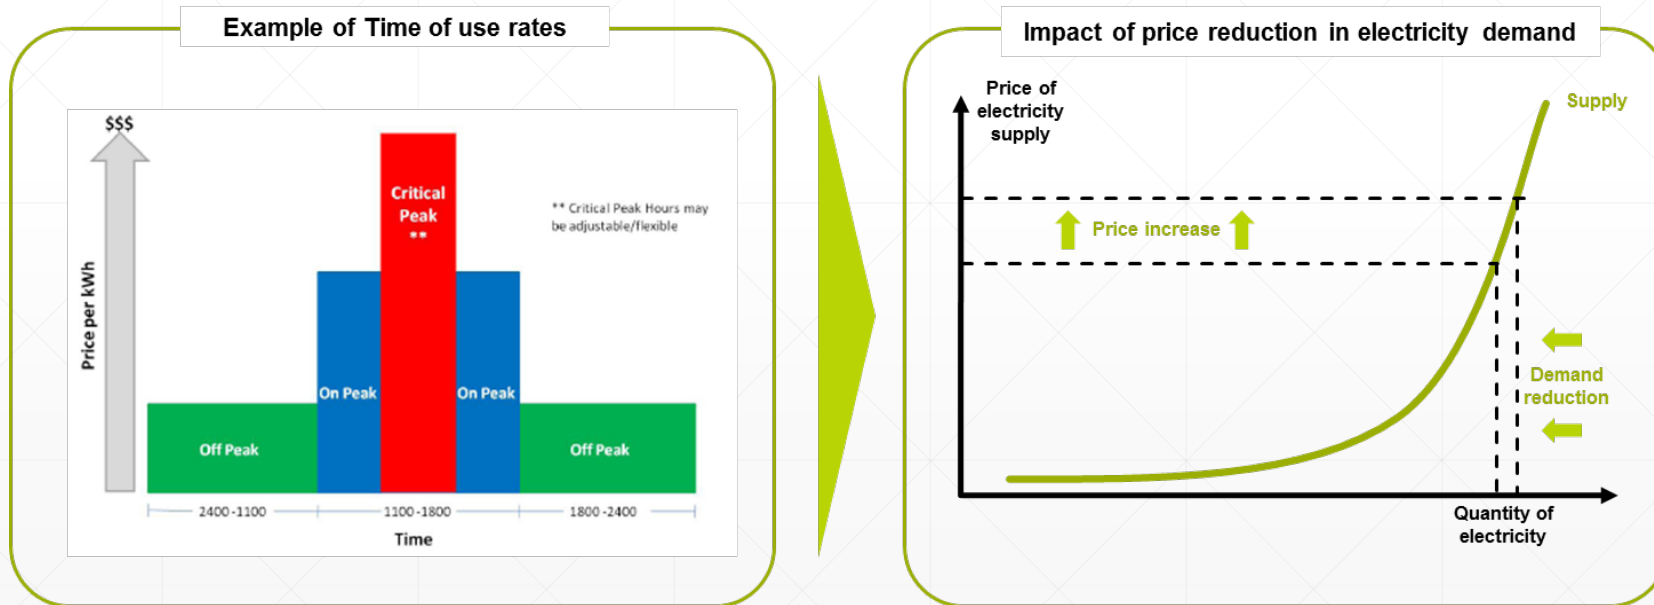 Example of Time of use rates
$$$
Price per kWh
Critical
Peak
**
** Critical Peak Hours may
be adjustable/flexible
On Peak
On Peak
Off Peak
Off Peak
2400-1100
1100-1800
1800-2400
Time
Impact of price reduction in electricity demand
Price of
electricity
supply
Supply
Price increase
Demand
reduction
Quantity of
electricity